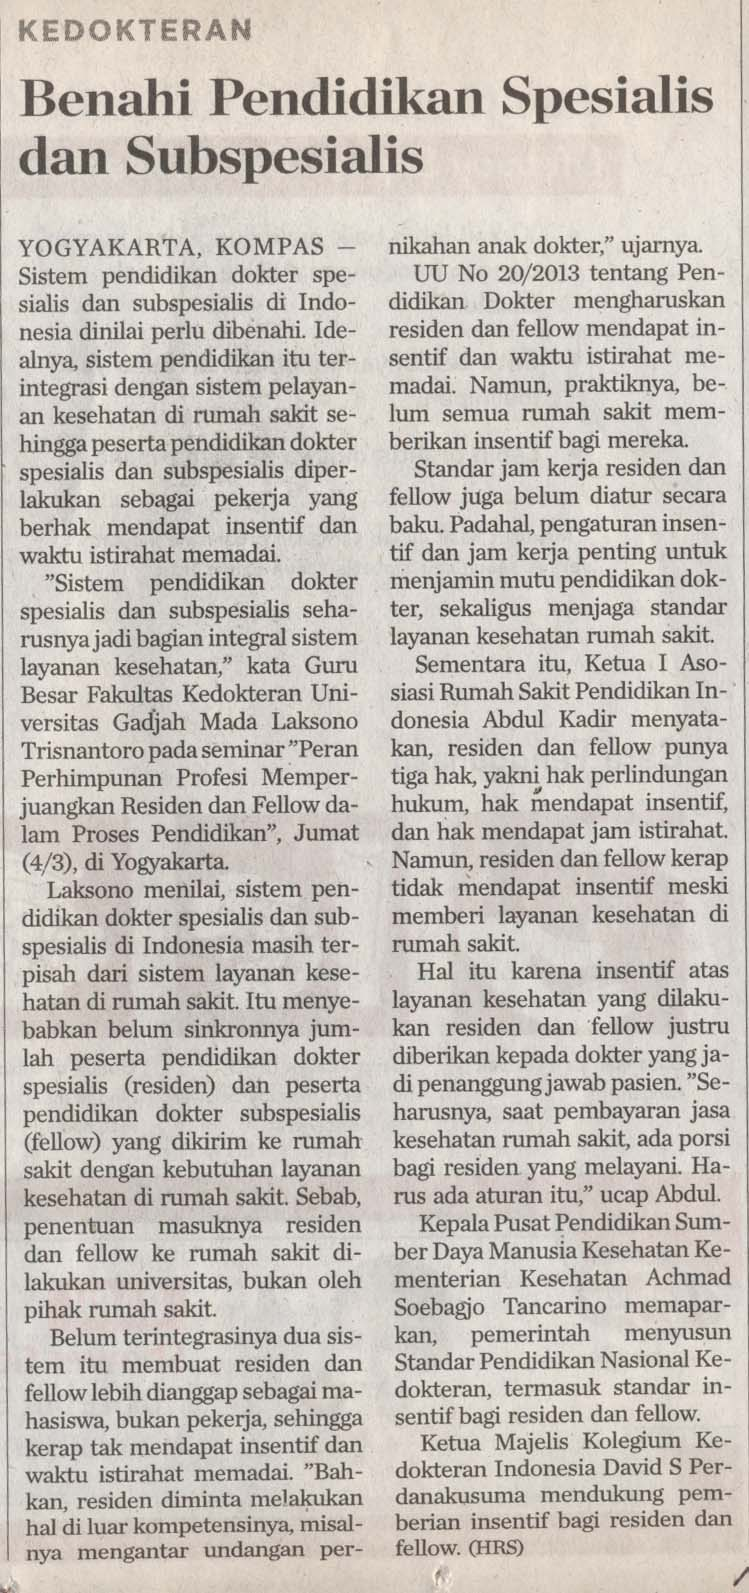 KEDOKTERAN
Benahi Pendidikan Spesialis
dan Subspesialis
YOGYAKARTA, KOMPAS —
Sistem pendidikan dokter spe-
sialis dan subspesialis di Indo-
nesia dinilai perlu dibenahi. Ide-
alnya, sistem pendidikan itu ter-
integrasi dengan sistem pelayan-
an kesehatan di rumah sakit se-
hingga peserta pendidikan dokter
spesialis dan subspesialis diper-
lakukan sebagai pekerja yang
berhak mendapat insentif dan
waktu istirahat memadai.
”Sistem pendidikan dokter
spesialis dan subspesialis seha-
rusnya jadi bagian integral sistem
layanan kesehatan,” kata Guru
Besar Fakultas Kedokteran Uni-
versitas Gadjah Mada Laksono
Trisnantoro pada seminar ”Peran
Perhimpunan Profesi Memper-
juangkan Residen dan Fellow da-
lam Proses Pendidikan”, Jumat
(4/3), di Yogyakarta.
Laksono menilai, sistem pen-
didikan dokter spesialis dan sub-
spesialis di Indonesia masih ter-
pisah dari sistem layanan kese-
hatan di rumah sakit. Itu menye-
babkan belum sinkronnya jum-
lah peserta pendidikan dokter
spesialis (residen) dan peserta
pendidikan dokter subspesialis
(fellow) yang dikirim ke rumah
sakit dengan kebutuhan layanan
kesehatan di rumah sakit. Sebab,
penentuan masuknya residen
dan fellow ke rumah sakit di-
lakukan universitas, bukan oleh
pihak rumah sakit.
Belum terintegrasinya dua sis-
tem itu membuat residen dan
fellow lebih dianggap sebagai ma-
hasiswa, bukan pekerja, sehingga
kerap tak mendapat insentif dan
waktu istirahat memadai. ”Bah-
kan, residen diminta melakukan
hal di luar kompetensinya, misal-
nya mengantar undangan per-
nikahan anak dokter,” ujarnya.
UU No 20/2013 tentang Pen-
didikan Dokter mengharuskan
residen dan fellow mendapat in-
sentif dan waktu istirahat me-
madai. Namun, praktiknya, be-
lum semua rumah sakit mem-
berikan insentif bagi mereka.
Standar jam kerja residen dan
fellow juga belum diatur secara
baku. Padahal, pengaturan insen-
tif dan jam kerja penting untuk
menjamin mutu pendidikan dok-
ter, sekaligus menjaga standar
layanan kesehatan rumah sakit.
Sementara itu, Ketua I Aso-
siasi Rumah Sakit Pendidikan In-
donesia Abdul Kadir menyata-
kan, residen dan fellow punya
tiga hak, yakni hak perlindungan
hukum, hak mendapat insentif,
dan hak mendapat jam istirahat.
Namun, residen dan fellow kerap
tidak mendapat insentif meski
memberi layanan kesehatan di
rumah sakit.
Hal itu karena insentif atas
layanan kesehatan yang dilaku-
kan residen dan fellow justru
diberikan kepada dokter yang ja-
di penanggung jawab pasien. ”Se-
harusnya, saat pembayaran jasa
kesehatan rumah sakit, ada porsi
bagi residen yang melayani. Ha-
rus ada aturan itu,” ucap Abdul.
Kepala Pusat Pendidikan Sum-
ber Daya Manusia Kesehatan Ke-
menterian Kesehatan Achmad
Soebagjo Tancarino memapar-
kan, pemerintah menyusun
Standar Pendidikan Nasional Ke-
dokteran, termasuk standar in-
sentif bagi residen dan fellow.
Ketua Majelis Kolegium Ke-
dokteran Indonesia David S Per-
danakusuma mendukung pem-
berian insentif bagi residen dan
fellow. (HRS)